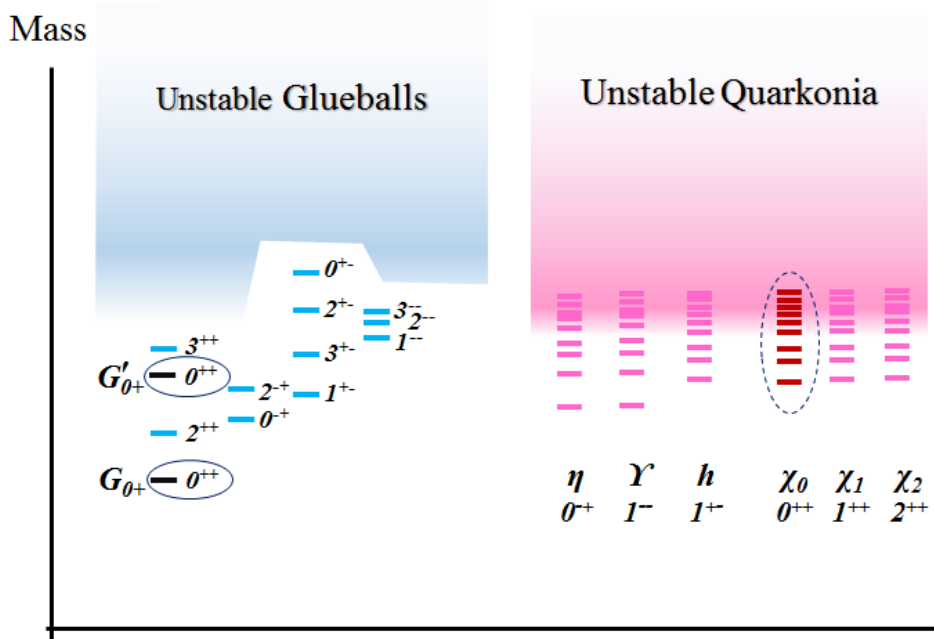 Mass
Unstable Glueballs
Unstable Quarkonia
0⁺⁻
2⁺⁻
3⁻⁻
2⁻⁻
1⁻⁻
3⁺⁺
3⁺⁻
G′₀₊ 0⁺⁺
2⁻⁺
1⁺⁻
0⁻⁺
2⁺⁺
G₀₊ 0⁺⁺
η ϒ h χ₀ χ₁ χ₂
0⁻⁺ 1⁻⁻ 1⁺⁻ 0⁺⁺ 1⁺⁺ 2⁺⁺